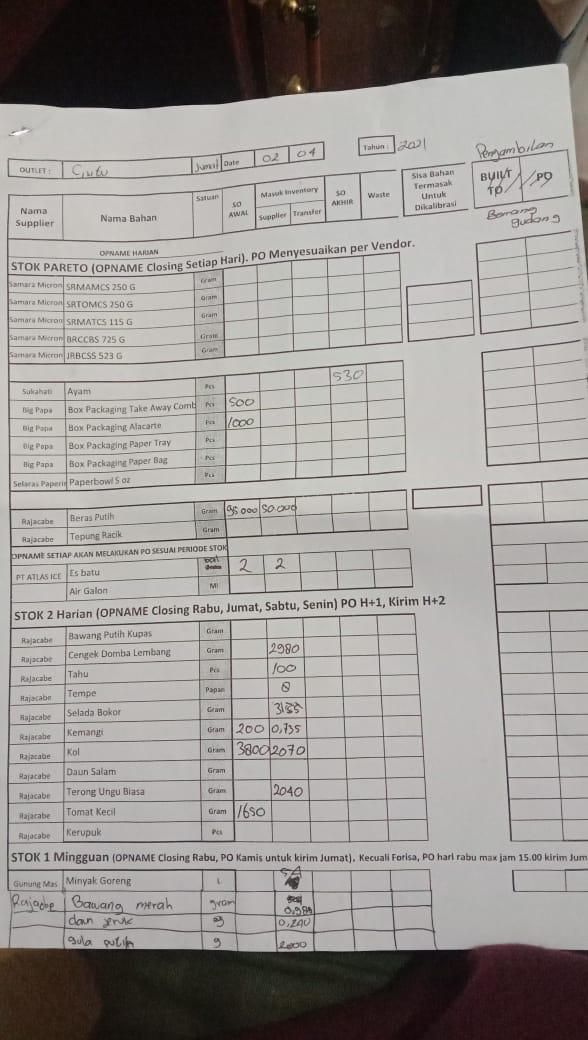 Pengambilan
OUTLET : Ciutu Jumat Date 02 04 Tahun : 2021
Nama Supplier Nama Bahan Satuan SO AWAL Masuk Inventory Supplier Transfer SO AKHIR Waste Sisa Bahan Termasak Untuk Dikalibrasi BUILT TO PO
Barang gudang
OPNAME HARIAN
STOK PARETO (OPNAME Closing Setiap Hari). PO Menyesuaikan per Vendor.
Samara Micron SRMAMCS 250 G Gram
Samara Micron SRTOMCS 250 G Gram
Samara Micron SRMATCS 115 G Gram
Samara Micron BRCCBS 725 G Gram
Samara Micron JRBCSS 523 G Gram
Sukahati Ayam Pcs 530
Big Papa Box Packaging Take Away Comb Pcs 500
Big Papa Box Packaging Alacarte Pcs 1000
Big Papa Box Packaging Paper Tray Pcs
Big Papa Box Packaging Paper Bag Pcs
Selaras Paperin Paperbowl 5 oz Pcs
Rajacabe Beras Putih Gram 95000 50.000
Rajacabe Tepung Racik Gram
OPNAME SETIAP AKAN MELAKUKAN PO SESUAI PERIODE STOK
PT ATLAS ICE Es batu 2 2
Air Galon Ml
STOK 2 Harian (OPNAME Closing Rabu, Jumat, Sabtu, Senin) PO H+1, Kirim H+2
Rajacabe Bawang Putih Kupas Gram
Rajacabe Cengek Domba Lembang Gram 2980
Rajacabe Tahu Pcs 100
Rajacabe Tempe Papan 8
Rajacabe Selada Bokor Gram
Rajacabe Kemangi Gram 200 0,735
Rajacabe Kol Gram 3800 2070
Rajacabe Daun Salam Gram
Rajacabe Terong Ungu Biasa Gram 2040
Rajacabe Tomat Kecil Gram 1650
Rajacabe Kerupuk Pcs
STOK 1 Mingguan (OPNAME Closing Rabu, PO Kamis untuk kirim Jumat). Kecuali Forisa, PO hari rabu max jam 15.00 kirim Jum
Gunung Mas Minyak Goreng L
Rajacabe Bawang merah gram
daun jeruk g 0,240
gula putih g 2000